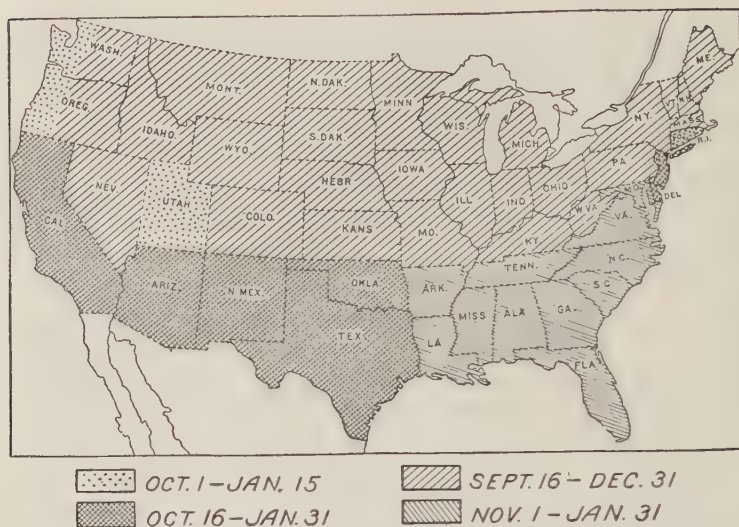 WASH.
MONT.
N.DAK.
MINN
ME.
OREG.
IDAHO.
WYO.
S.DAK.
WIS.
MICH.
N.Y.
VT.
N.H.
MASS.
R.I.
NEV.
UTAH
COLO.
NEBR
IOWA
ILL
IND
OHIO
PA.
CAL.
KANS
MO.
KY.
W.VA
VA.
DEL
ARIZ.
N.MEX.
OKLA.
ARK.
TENN.
N.C.
S.C.
TEX.
LA
MISS
ALA
GA.
FLA.
OCT. 1-JAN. 15
SEPT. 16-DEC. 31
OCT. 16-JAN. 31
NOV. 1-JAN. 31